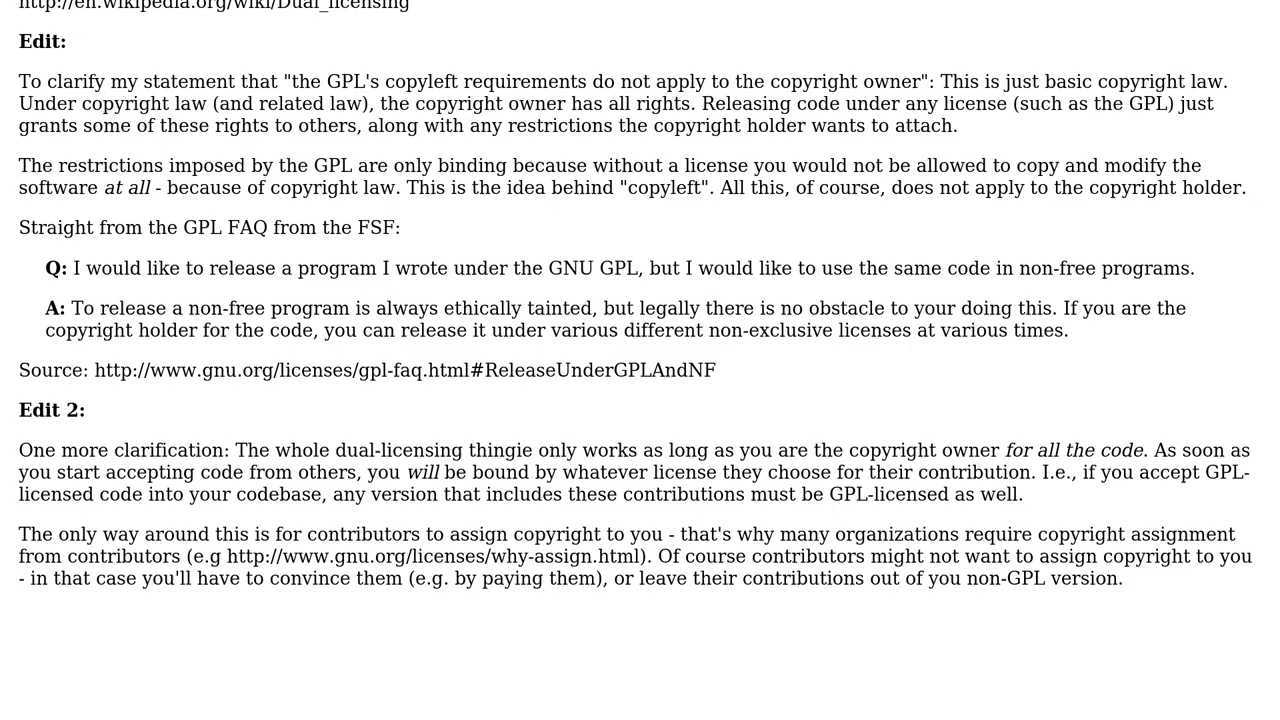 http://en.wikipedia.org/wiki/Dual_licensing
Edit:
To clarify my statement that "the GPL's copyleft requirements do not apply to the copyright owner": This is just basic copyright law.
Under copyright law (and related law), the copyright owner has all rights. Releasing code under any license (such as the GPL) just
grants some of these rights to others, along with any restrictions the copyright holder wants to attach.
The restrictions imposed by the GPL are only binding because without a license you would not be allowed to copy and modify the
software at all - because of copyright law. This is the idea behind "copyleft". All this, of course, does not apply to the copyright holder.
Straight from the GPL FAQ from the FSF:
Q: I would like to release a program I wrote under the GNU GPL, but I would like to use the same code in non-free programs.
A: To release a non-free program is always ethically tainted, but legally there is no obstacle to your doing this. If you are the
copyright holder for the code, you can release it under various different non-exclusive licenses at various times.
Source: http://www.gnu.org/licenses/gpl-faq.html#ReleaseUnderGPLAndNF
Edit 2:
One more clarification: The whole dual-licensing thingie only works as long as you are the copyright owner for all the code. As soon as
you start accepting code from others, you will be bound by whatever license they choose for their contribution. I.e., if you accept GPL-
licensed code into your codebase, any version that includes these contributions must be GPL-licensed as well.
The only way around this is for contributors to assign copyright to you - that's why many organizations require copyright assignment
from contributors (e.g http://www.gnu.org/licenses/why-assign.html). Of course contributors might not want to assign copyright to you
- in that case you'll have to convince them (e.g. by paying them), or leave their contributions out of you non-GPL version.